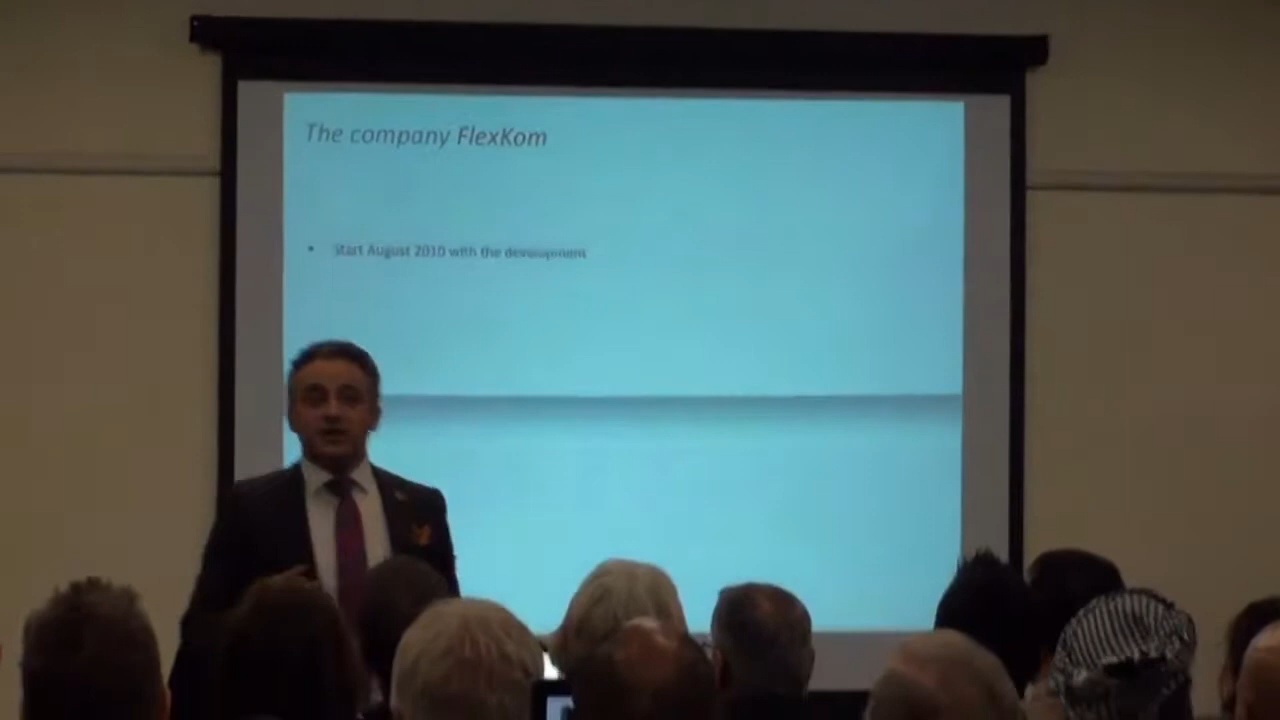 The company FlexKom
• Start August 2010 with the development